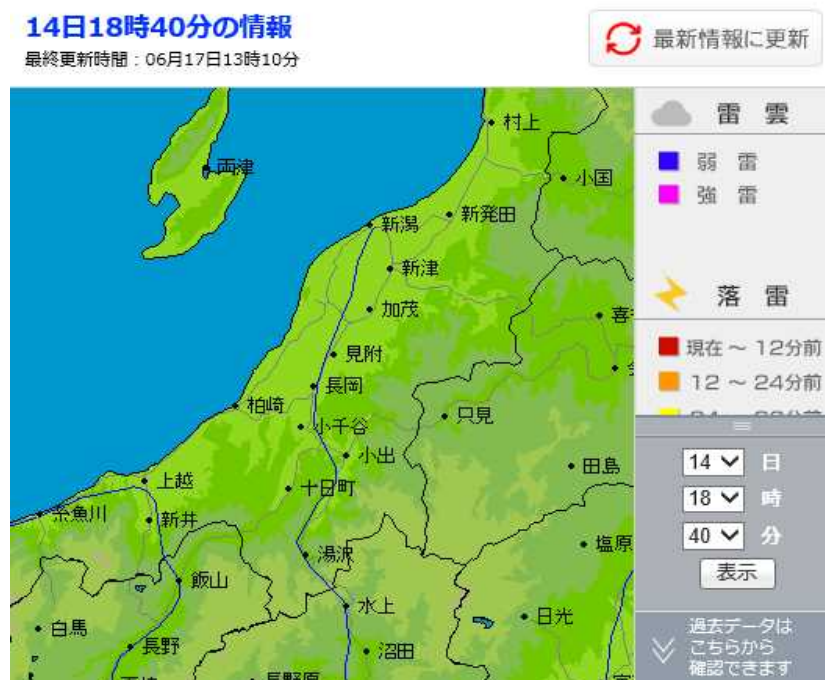 14日18時40分の情報
最終更新時間：06月17日13時10分
最新情報に更新
村上
両津
小国
新潟
新発田
新津
加茂
見附
長岡
柏崎
小千谷
只見
小出
田島
上越
十日町
糸魚川
新井
塩原
湯沢
飯山
水上
日光
白馬
長野
沼田
長野原
雷雲
弱雷
強雷
落雷
現在 ～ 12分前
12 ～ 24分前
14 日
18 時
40 分
表示
過去データは
こちらから
確認できます